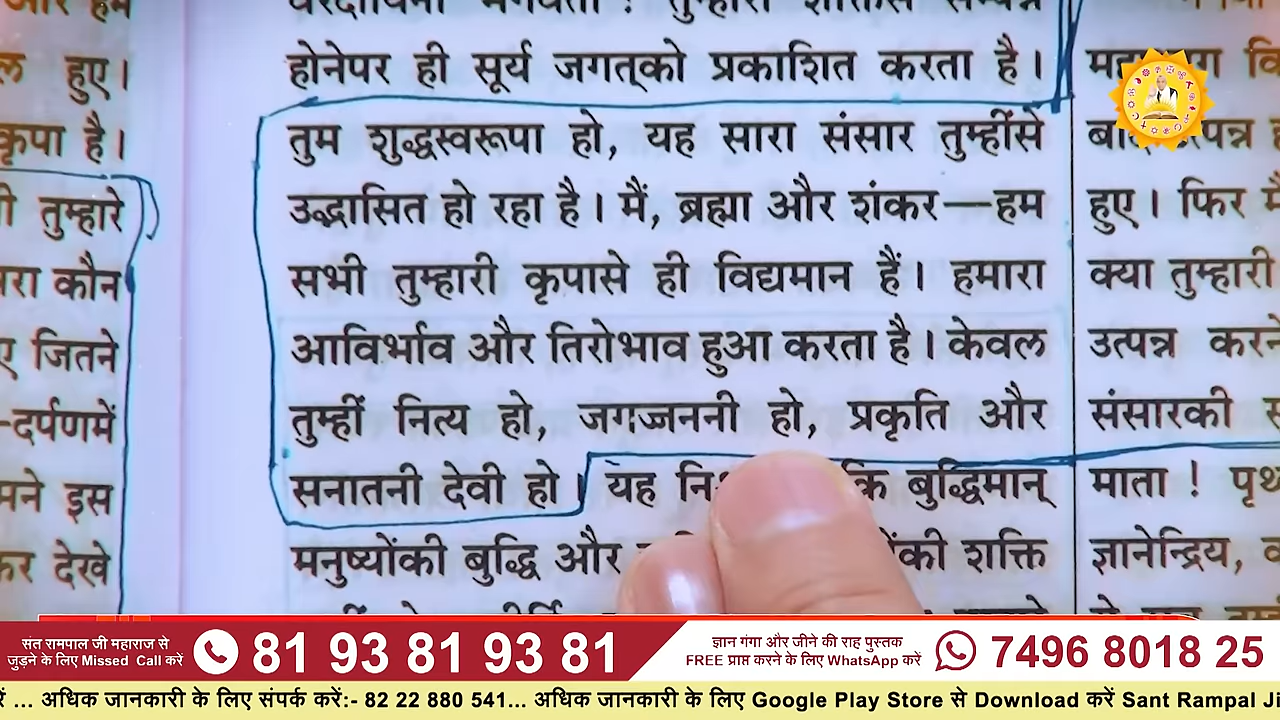 और हम
हुए।
कृपा है।
तुम्हारे
कौन
जितने
-दर्पणमें
इस
देखे
होनेपर ही सूर्य जगत्‌को प्रकाशित करता है।
तुम शुद्धस्वरूपा हो, यह सारा संसार तुम्हींसे
उद्भासित हो रहा है। मैं, ब्रह्मा और शंकर—हम
सभी तुम्हारी कृपासे ही विद्यमान हैं। हमारा
आविर्भाव और तिरोभाव हुआ करता है। केवल
तुम्हीं नित्य हो, जगज्जननी हो, प्रकृति और
सनातनी देवी हो। यह कि बुद्धिमान्
मनुष्योंकी बुद्धि और शक्ति
हुए। फिर
क्या तुम्हारी
उत्पन्न
संसारकी
माता ! 
ज्ञानेन्द्रिय,
संत रामपाल जी महाराज से
जुड़ने के लिए Missed Call करें
81 93 81 93 81
ज्ञान गंगा और जीने की राह पुस्तक
FREE प्राप्त करने के लिए WhatsApp करें
7496 8018 25
... अधिक जानकारी के लिए संपर्क करें:- 82 22 880 541... अधिक जानकारी के लिए Google Play Store से Download करें Sant Rampal